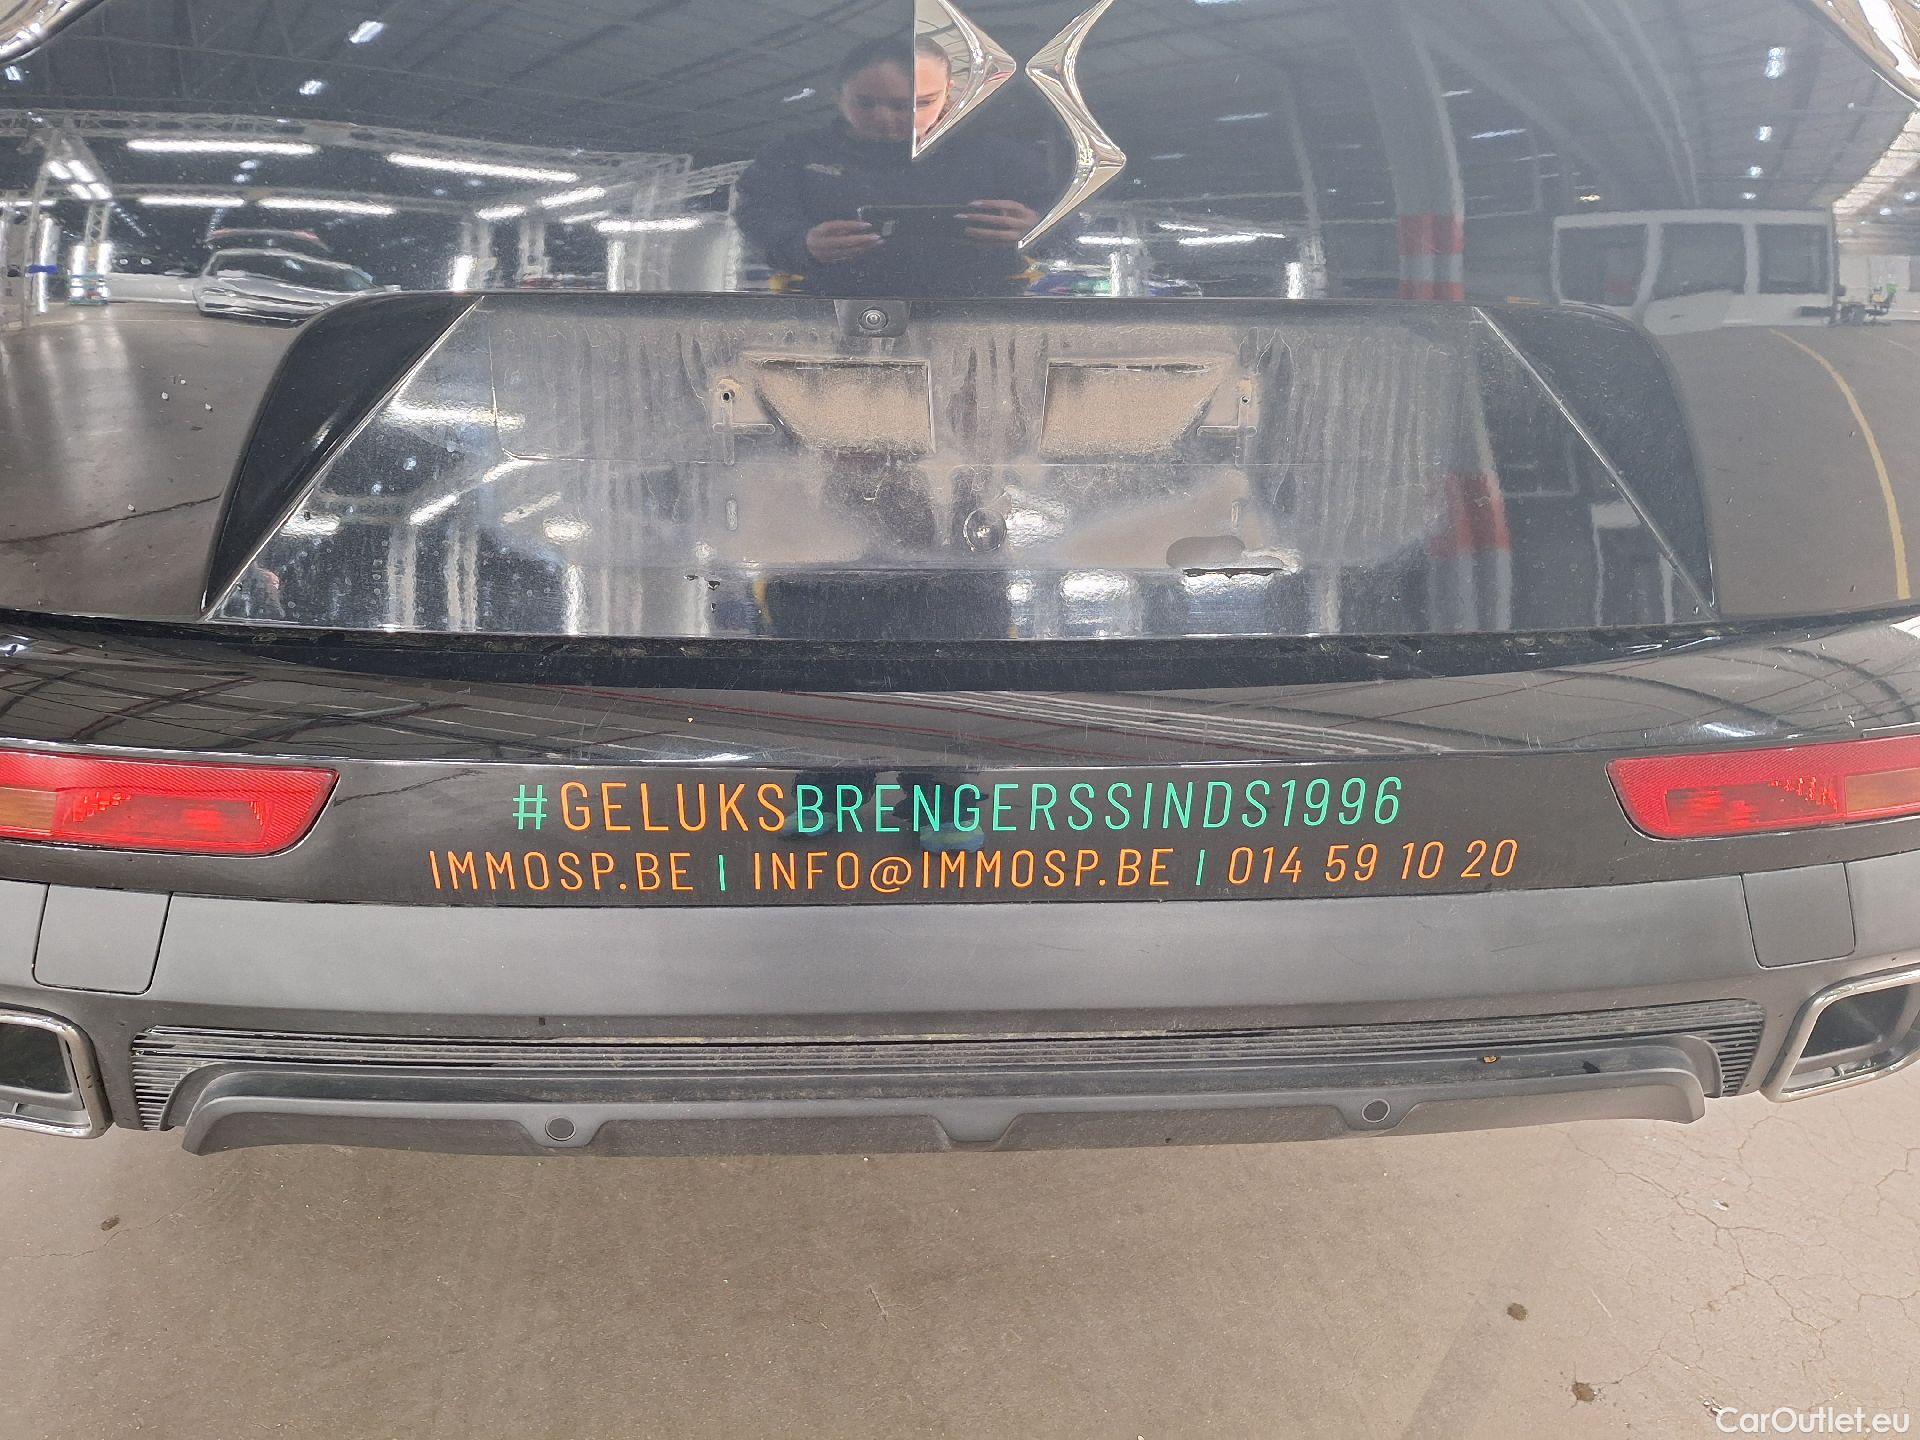 #GELUKSBRENGERSSINDS1996
IMMOSP.BE | INFO@IMMOSP.BE | 014 59 10 20
CarOutlet.eu